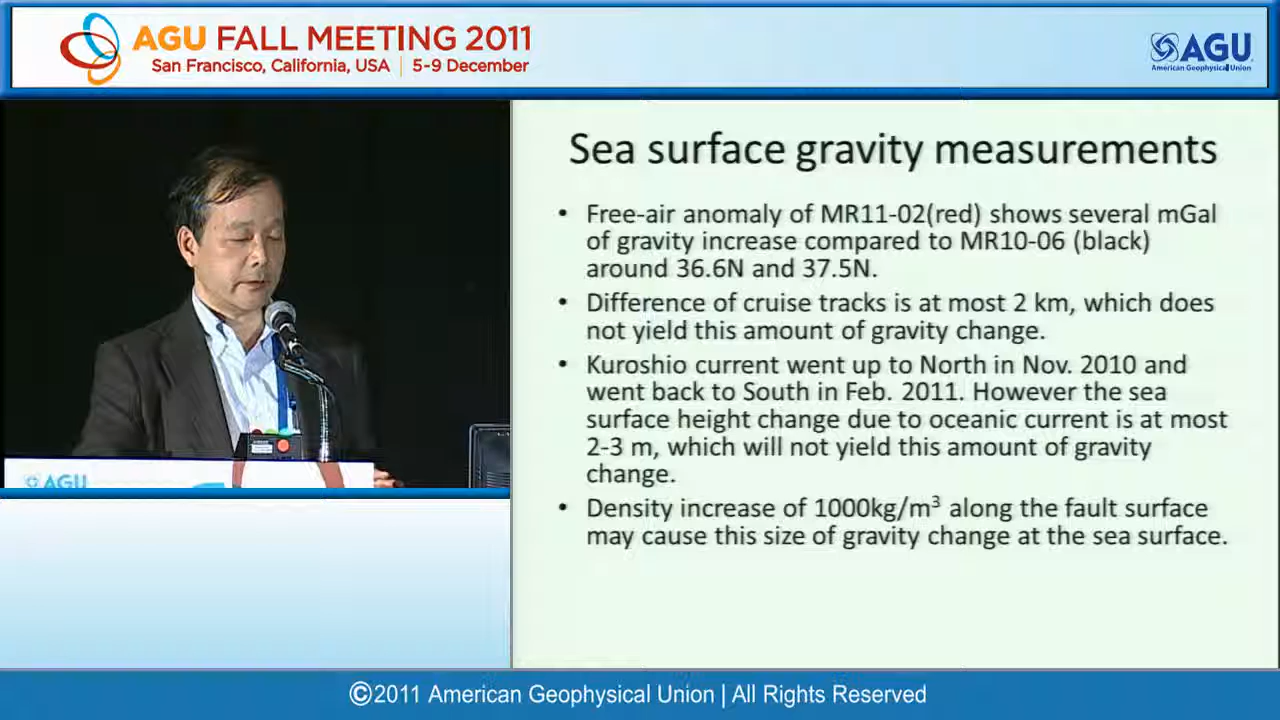 AGU FALL MEETING 2011
San Francisco, California, USA | 5-9 December
AGU
American Geophysical Union
Sea surface gravity measurements
• Free-air anomaly of MR11-02(red) shows several mGal
of gravity increase compared to MR10-06 (black)
around 36.6N and 37.5N.
• Difference of cruise tracks is at most 2 km, which does
not yield this amount of gravity change.
• Kuroshio current went up to North in Nov. 2010 and
went back to South in Feb. 2011. However the sea
surface height change due to oceanic current is at most
2-3 m, which will not yield this amount of gravity
change.
• Density increase of 1000kg/m³ along the fault surface
may cause this size of gravity change at the sea surface.
AGU
©2011 American Geophysical Union | All Rights Reserved